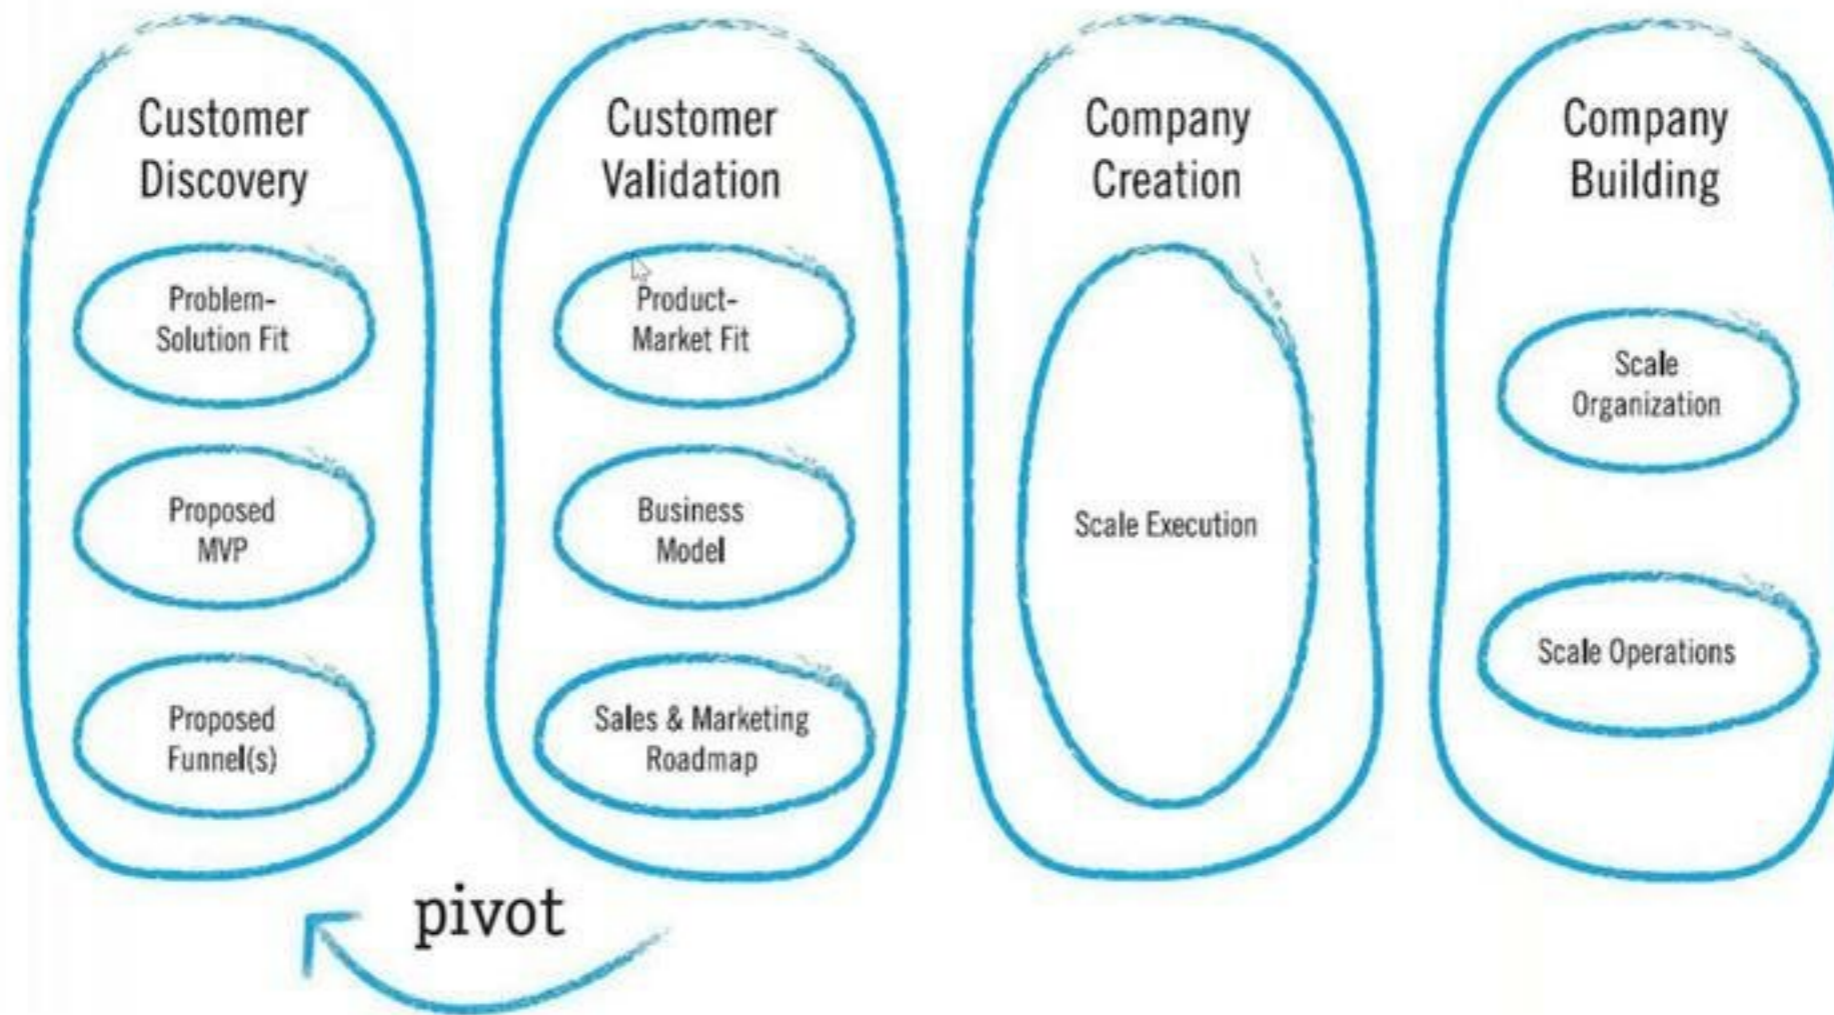 Customer
Discovery
Problem-
Solution Fit
Proposed
MVP
Proposed
Funnel(s)
Customer
Validation
Product-
Market Fit
Business
Model
Sales & Marketing
Roadmap
Company
Creation
Scale Execution
Company
Building
Scale
Organization
Scale Operations
pivot